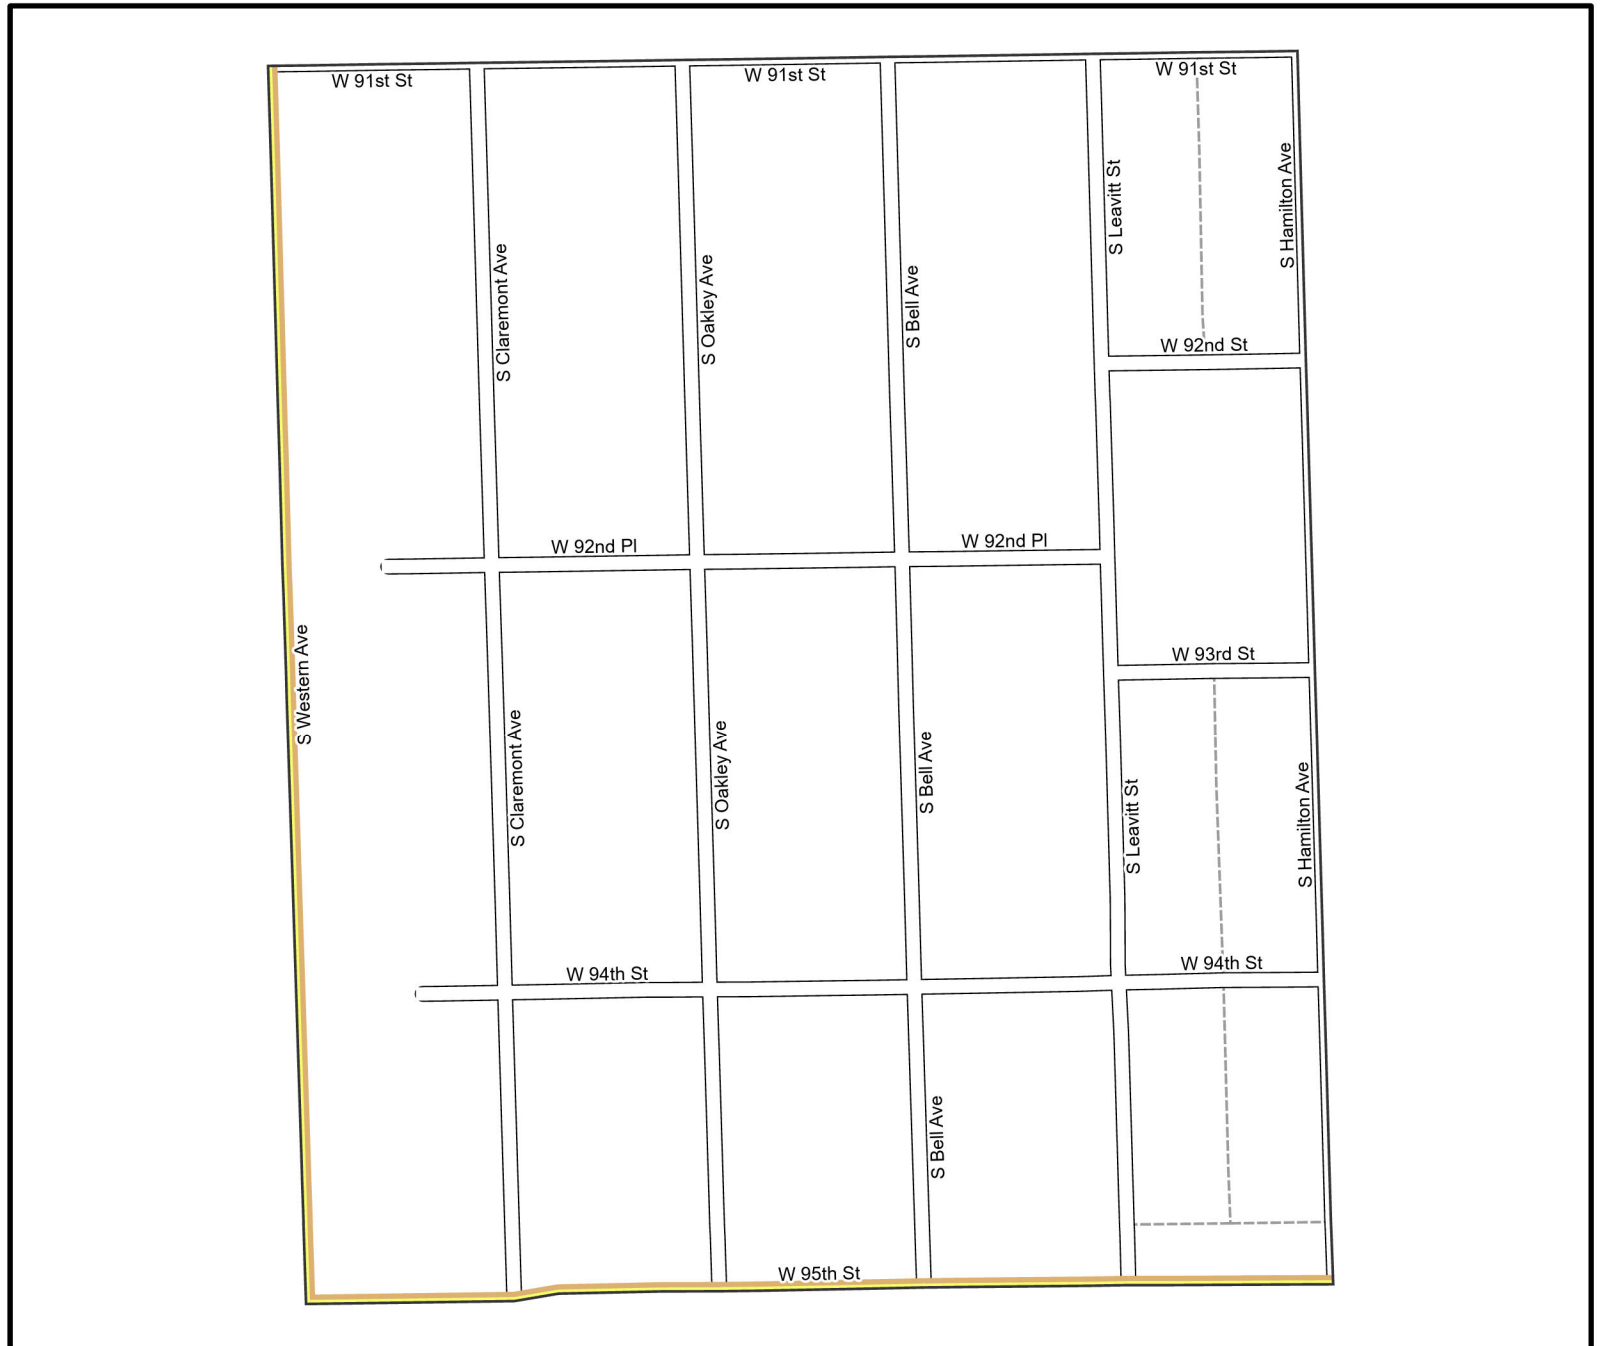 W 91st St
W 91st St
W 91st St
S Leavitt St
S Hamilton Ave
S Claremont Ave
S Oakley Ave
S Bell Ave
W 92nd St
W 92nd Pl
W 92nd Pl
S Western Ave
W 93rd St
S Claremont Ave
S Oakley Ave
S Bell Ave
S Leavitt St
S Hamilton Ave
W 94th St
W 94th St
S Bell Ave
W 95th St